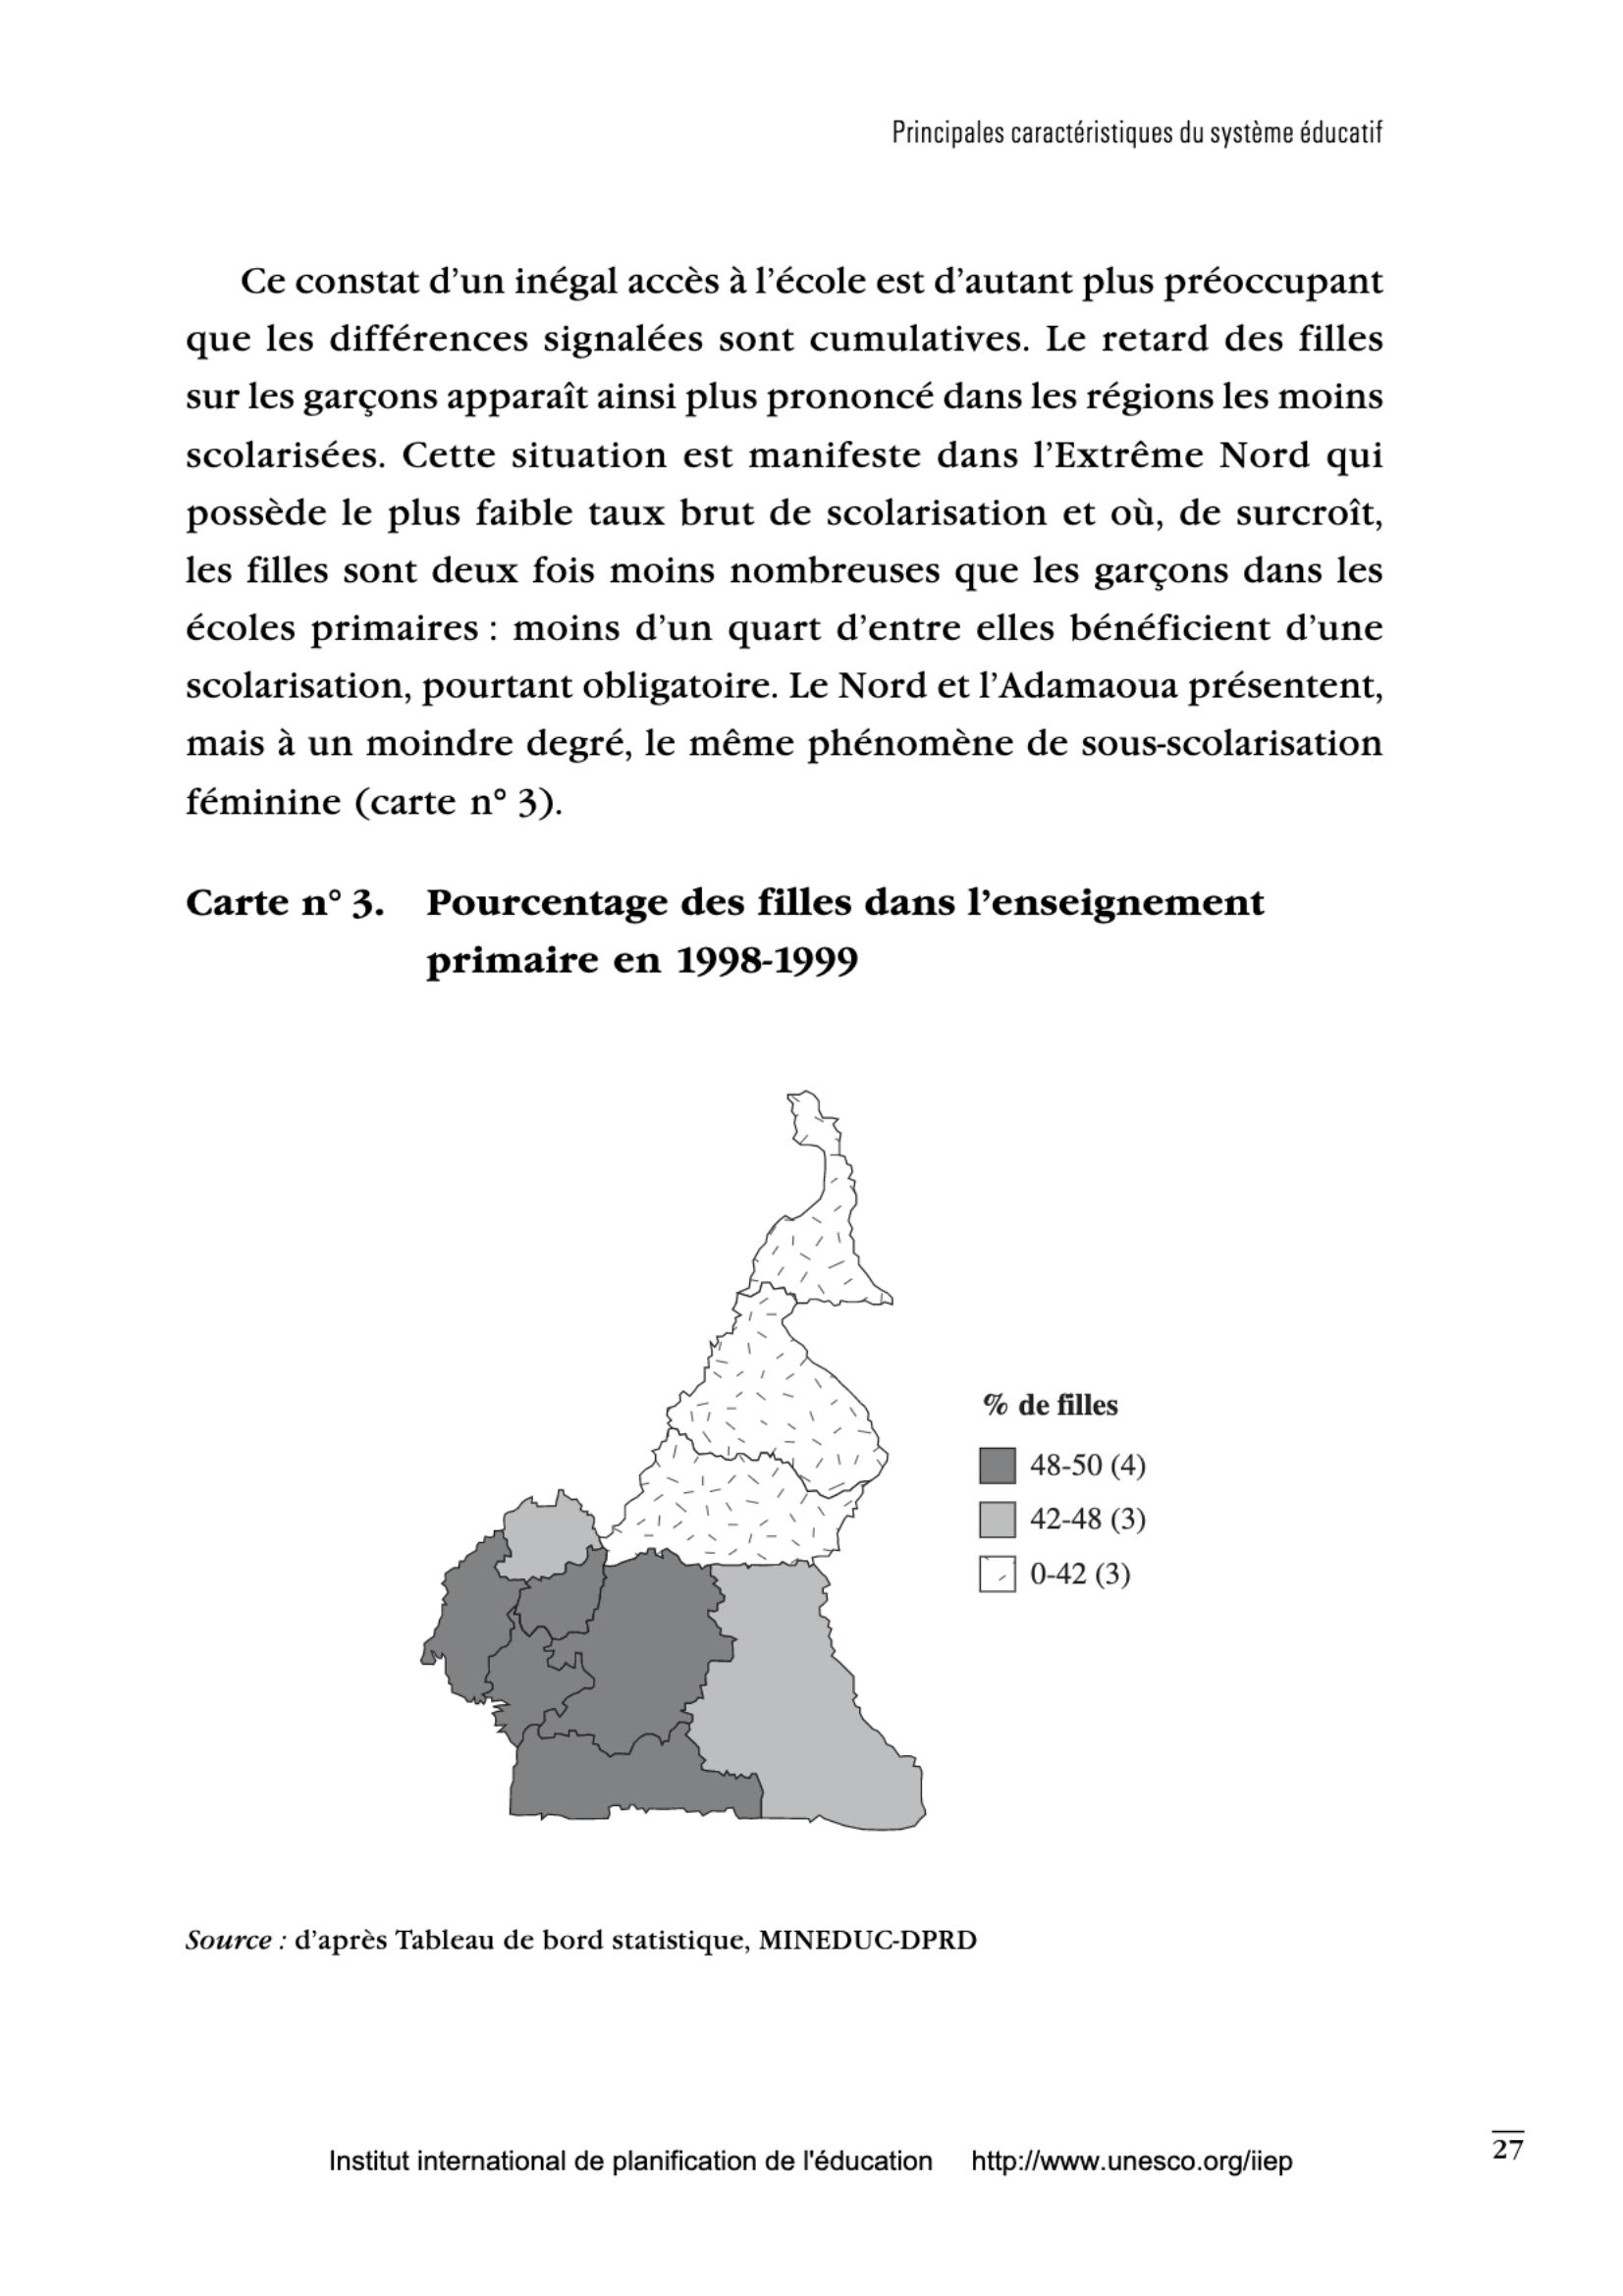 Principales caractéristiques du système éducatif
Ce constat d’un inégal accès à l’école est d’autant plus préoccupant
que les différences signalées sont cumulatives. Le retard des filles
sur les garçons apparaît ainsi plus prononcé dans les régions les moins
scolarisées. Cette situation est manifeste dans l’Extrême Nord qui
possède le plus faible taux brut de scolarisation et où, de surcroît,
les filles sont deux fois moins nombreuses que les garçons dans les
écoles primaires : moins d’un quart d’entre elles bénéficient d’une
scolarisation, pourtant obligatoire. Le Nord et l’Adamaoua présentent,
mais à un moindre degré, le même phénomène de sous-scolarisation
féminine (carte n° 3).
Carte n° 3. Pourcentage des filles dans l’enseignement
primaire en 1998-1999
% de filles
48-50 (4)
42-48 (3)
0-42 (3)
Source : d’après Tableau de bord statistique, MINEDUC-DPRD
27
Institut international de planification de l'éducation http://www.unesco.org/iiep